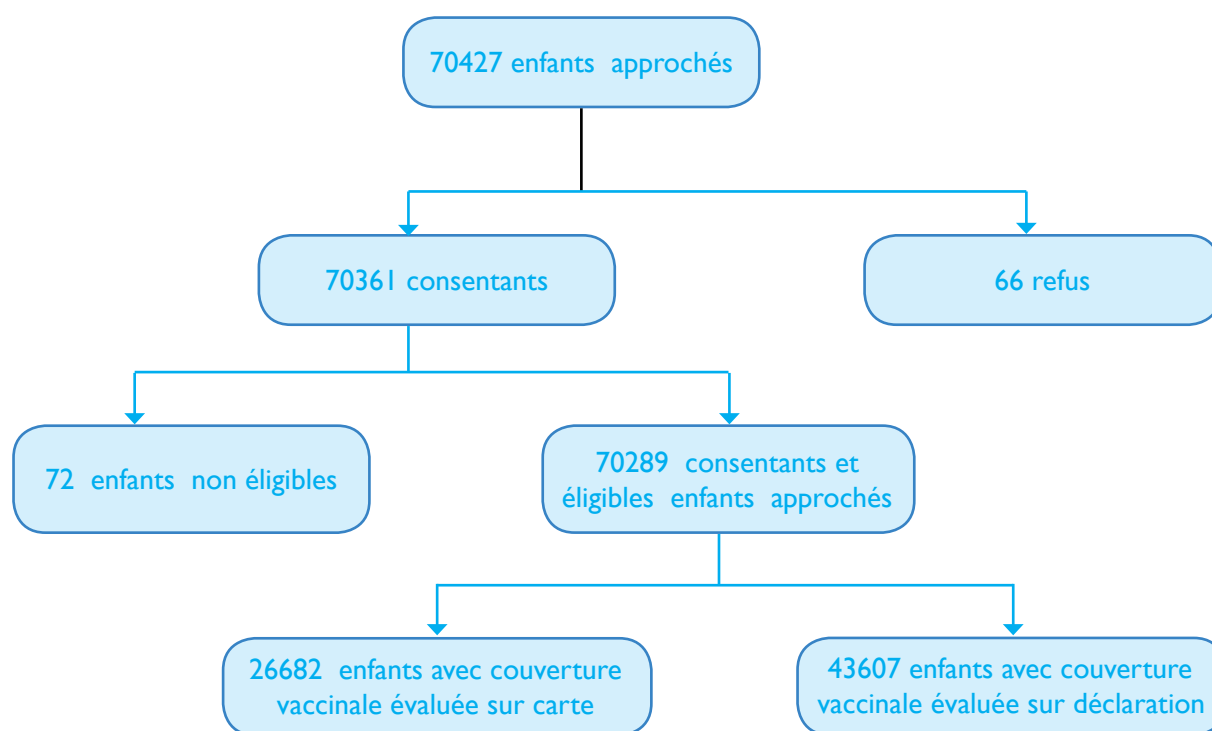 70427 enfants approchés
70361 consentants
66 refus
72 enfants non éligibles
70289 consentants et
éligibles enfants approchés
26682 enfants avec couverture
vaccinale évaluée sur carte
43607 enfants avec couverture
vaccinale évaluée sur déclaration